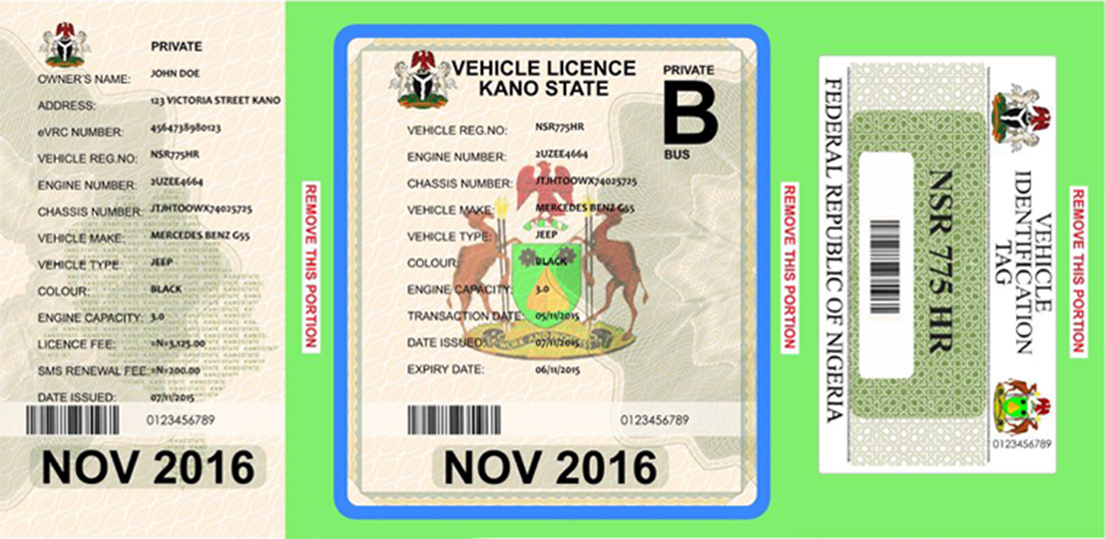 PRIVATE
OWNER'S NAME: JOHN DOE
ADDRESS: 123 VICTORIA STREET KANO
eVRC NUMBER: 4564738980123
VEHICLE REG.NO: NSR775HR
ENGINE NUMBER: 2UZEE4664
CHASSIS NUMBER: JTJHTOOWX74025725
VEHICLE MAKE: MERCEDES BENZ G55
VEHICLE TYPE: JEEP
COLOUR: BLACK
ENGINE CAPACITY: 3.0
LICENCE FEE: =N=3,125.00
SMS RENEWAL FEE: =N=200.00
DATE ISSUED: 07/11/2015
0123456789
NOV 2016
REMOVE THIS PORTION
VEHICLE LICENCE
KANO STATE
PRIVATE
B
BUS
VEHICLE REG.NO: NSR775HR
ENGINE NUMBER: 2UZEE4664
CHASSIS NUMBER: JTJHTOOWX74025725
VEHICLE MAKE: MERCEDES BENZ G55
VEHICLE TYPE: JEEP
COLOUR: BLACK
ENGINE CAPACITY: 3.0
TRANSACTION DATE: 05/11/2015
DATE ISSUED: 07/11/2015
EXPIRY DATE: 06/11/2015
0123456789
NOV 2016
REMOVE THIS PORTION
VEHICLE
IDENTIFICATION
TAG
NSR 775 HR
FEDERAL REPUBLIC OF NIGERIA
0123456789
REMOVE THIS PORTION